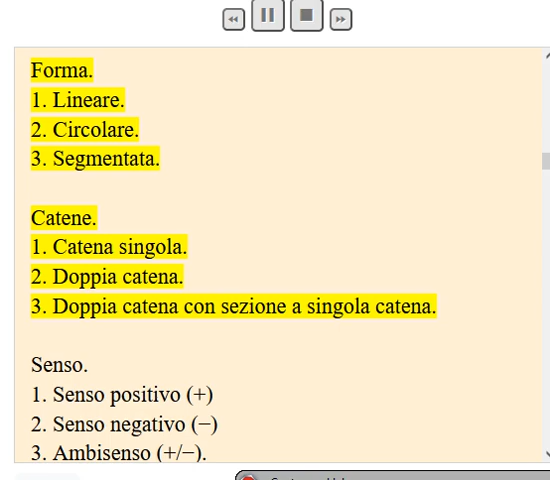 Forma.
1. Lineare.
2. Circolare.
3. Segmentata.
Catene.
1. Catena singola.
2. Doppia catena.
3. Doppia catena con sezione a singola catena.
Senso.
1. Senso positivo (+)
2. Senso negativo (−)
3. Ambisenso (+/−).